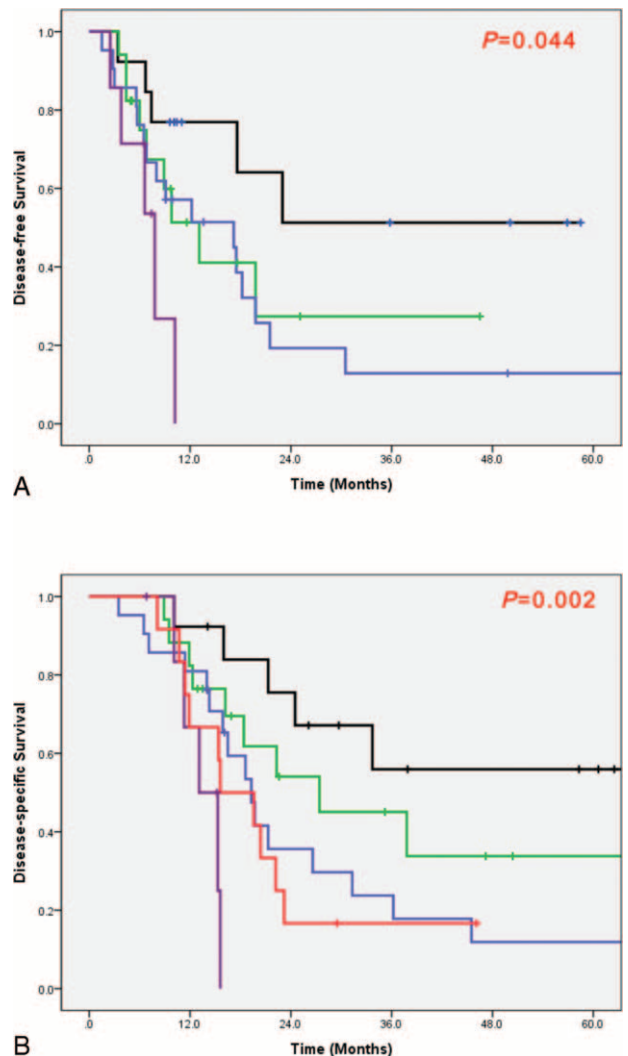 P=0.044
1.0
0.8
0.6
0.4
0.2
0.0
Disease-free Survival
.0 12.0 24.0 36.0 48.0 60.0
Time (Months)
A
P=0.002
1.0
0.8
0.6
0.4
0.2
0.0
Disease-specific Survival
.0 12.0 24.0 36.0 48.0 60.0
Time (Months)
B